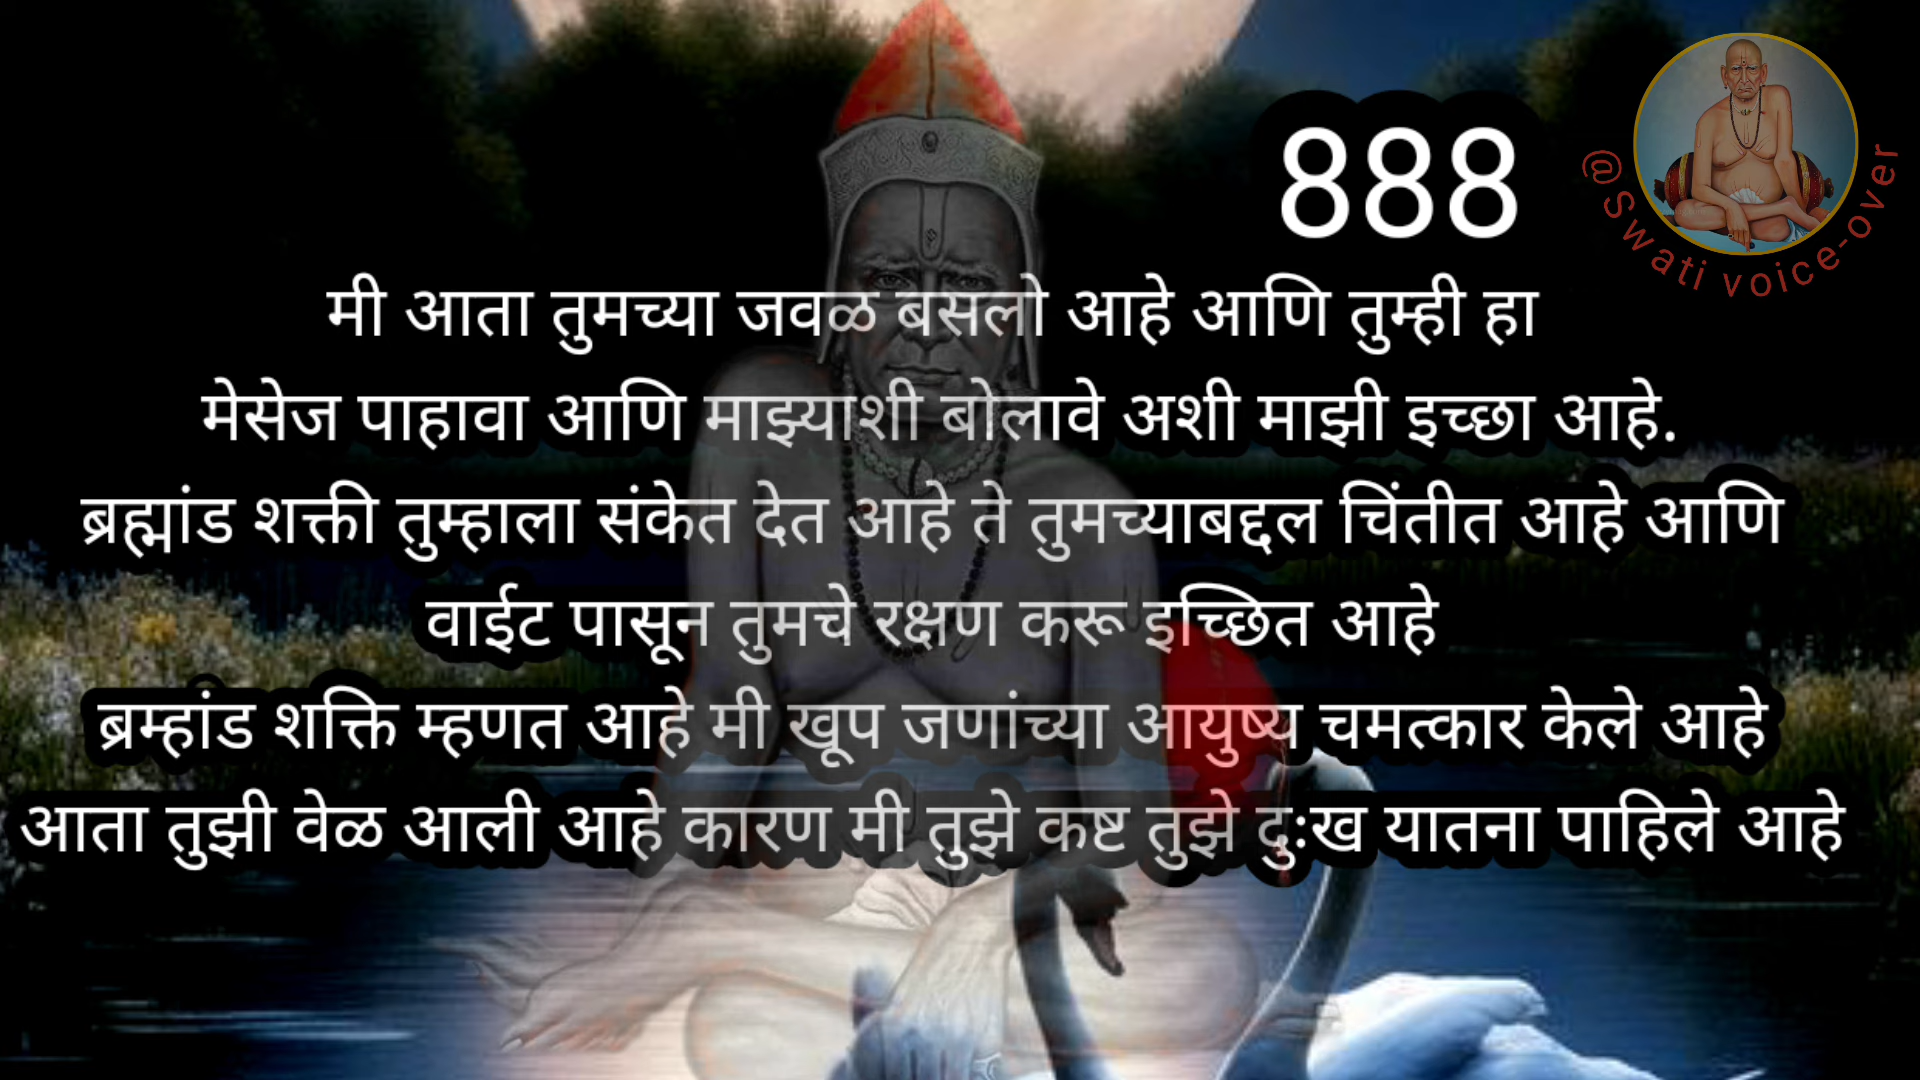 888
@Swati voice-over
मी आता तुमच्या जवळ बसलो आहे आणि तुम्ही हा
मेसेज पाहावा आणि माझ्याशी बोलावे अशी माझी इच्छा आहे.
ब्रह्मांड शक्ती तुम्हाला संकेत देत आहे ते तुमच्याबद्दल चिंतीत आहे आणि
वाईट पासून तुमचे रक्षण करू इच्छित आहे
ब्रम्हांड शक्ति म्हणत आहे मी खूप जणांच्या आयुष्य चमत्कार केले आहे
आता तुझी वेळ आली आहे कारण मी तुझे कष्ट तुझे दुःख यातना पाहिले आहे